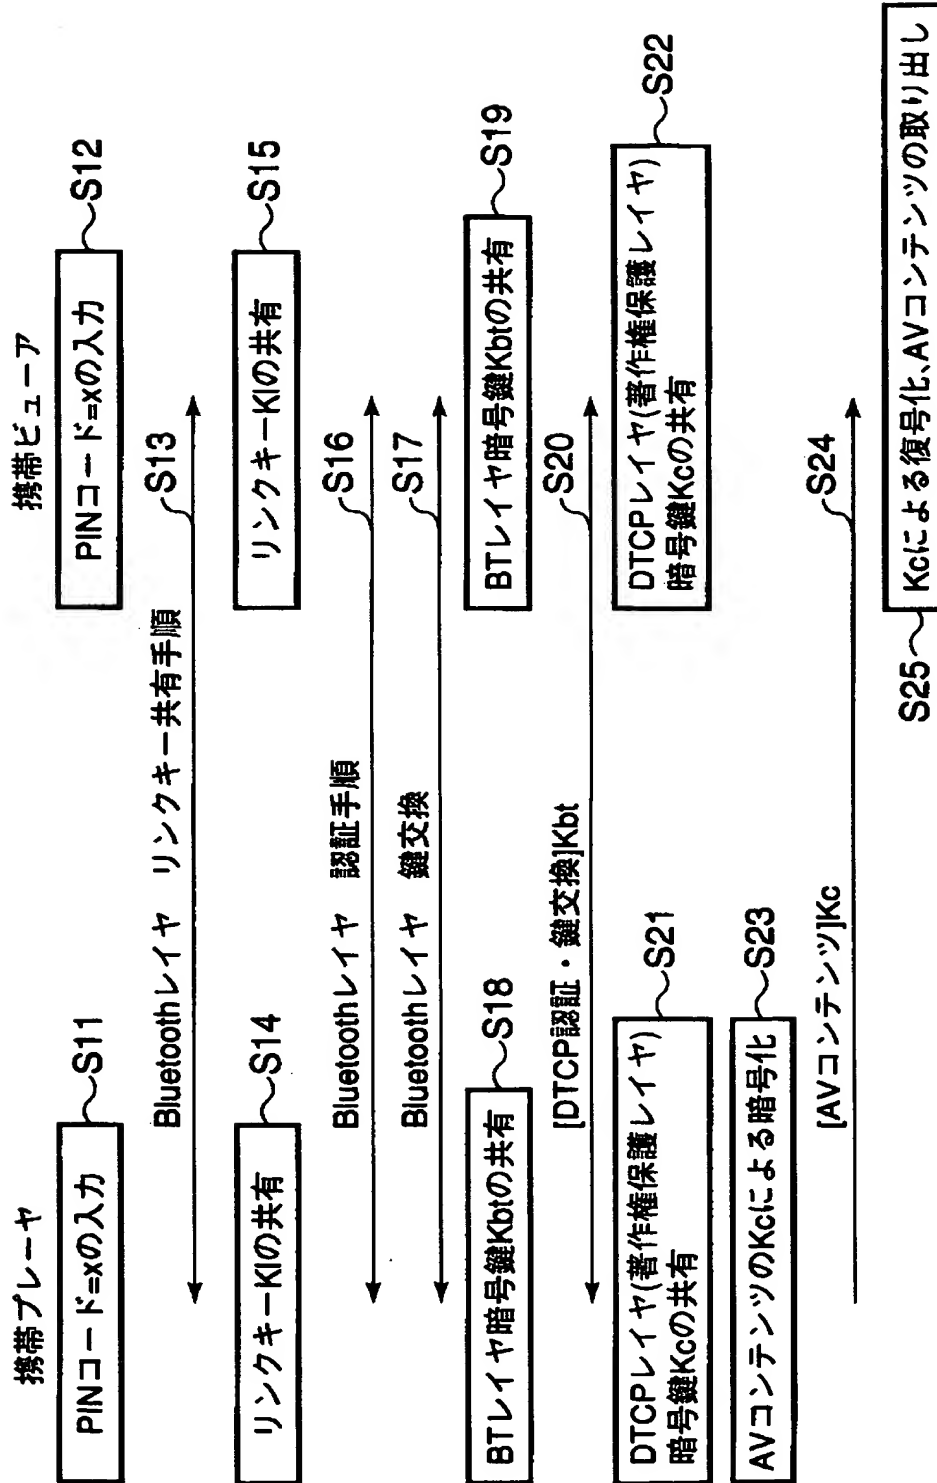 携帯プレーヤ
携帯ビューア
PINコード=xの入力
S11
PINコード=xの入力
S12
Bluetoothレイヤ リンクキー共有手順
S13
リンクキーKlの共有
S14
リンクキーKlの共有
S15
Bluetoothレイヤ 認証手順
S16
Bluetoothレイヤ 鍵交換
S17
BTレイヤ暗号鍵Kbtの共有
S18
BTレイヤ暗号鍵Kbtの共有
S19
[DTCP認証・鍵交換]Kbt
S20
DTCPレイヤ(著作権保護レイヤ)
暗号鍵Kcの共有
S21
DTCPレイヤ(著作権保護レイヤ)
暗号鍵Kcの共有
S22
AVコンテンツのKcによる暗号化
S23
[AVコンテンツ]Kc
S24
S25
Kcによる復号化、AVコンテンツの取り出し